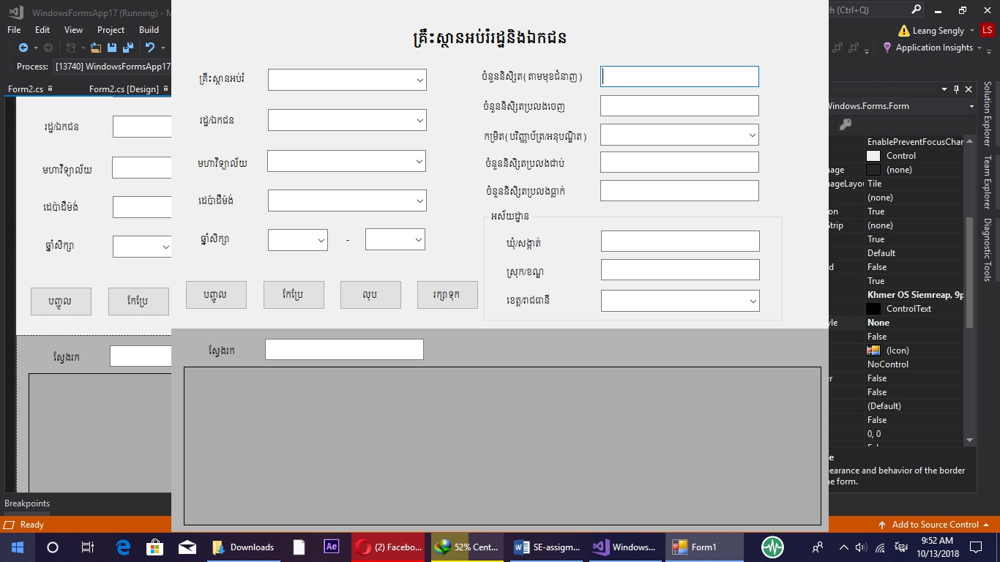 WindowsForms​App17 (Running) - M
ch (Ctrl+Q)
File Edit View Project Build
Leang Sengly LS
Application Insights
Process: [13740] WindowsFormsApp17
Form2.cs Form2.cs [Design]
រដ្ឋ/ឯកជន
មហាវិទ្យាល័យ
ដេប៉ាដឺម៉ង់
ឆ្នាំសិក្សា
បញ្ចូល កែប្រែ
ស្វែងរក
គ្រឹះស្ថានអប់រំរដ្ឋនិងឯកជន
គ្រឹះស្ថានអប់រំ
រដ្ឋ/ឯកជន
មហាវិទ្យាល័យ
ដេប៉ាដឺម៉ង់
ឆ្នាំសិក្សា -
បញ្ចូល កែប្រែ លុប រក្សាទុក
ចំនួននិស្សិត(តាមមុខជំនាញ)
ចំនួននិស្សិតប្រលងចេញ
កម្រិត(បរិញ្ញាប័ត្រ/អនុបណ្ឌិត)
ចំនួននិស្សិតប្រលងជាប់
ចំនួននិស្សិតប្រលងធ្លាក់
អស័យដ្ឋាន
ឃុំ/សង្កាត់
ស្រុក/ខណ្ឌ
ខេត្ត/រាជធានី
ស្វែងរក
Windows.Forms.Form
EnablePreventFocusChan
Control
mage (none)
mageLayou Tile
(none)
on True
Strip (none)
True
Default
d False
True
Khmer OS Siemreap, 9p
ControlText
yle None
False
(Icon)
NoControl
er False
False
(Default)
False
0, 0
e
earance and behavior of the border
e form.
Solution Explorer
Team Explorer
Diagnostic Tools
Breakpoints
Ready
Add to Source Control
Downloads Ae (2) Facebo... 52% Cent... SE-assigm... Windows... Form1
9:52 AM
10/13/2018